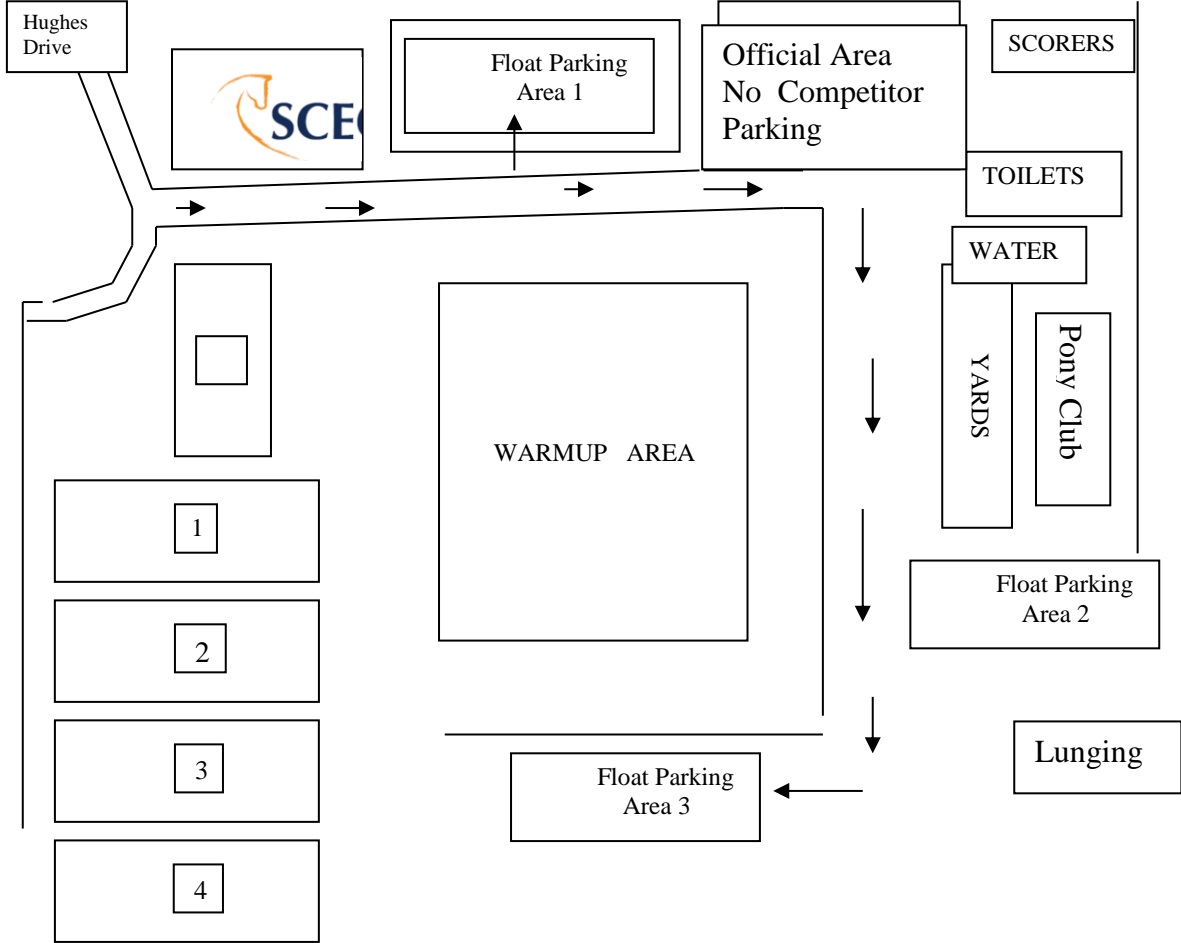 Hughes
Drive
SCEC
Float Parking
Area 1
Official Area
No Competitor
Parking
SCORERS
TOILETS
WATER
YARDS
Pony Club
WARMUP AREA
1
2
3
4
Float Parking
Area 2
Lunging
Float Parking
Area 3